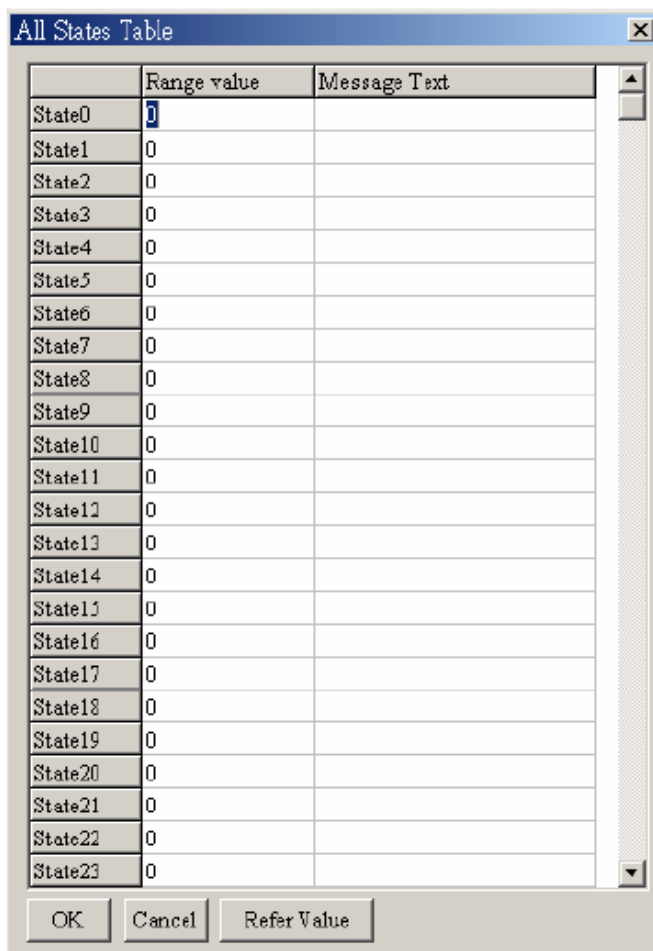 All States Table
Range value Message Text
State0 0
State1 0
State2 0
State3 0
State4 0
State5 0
State6 0
State7 0
State8 0
State9 0
State10 0
State11 0
State12 0
State13 0
State14 0
State15 0
State16 0
State17 0
State18 0
State19 0
State20 0
State21 0
State22 0
State23 0
OK Cancel Refer Value